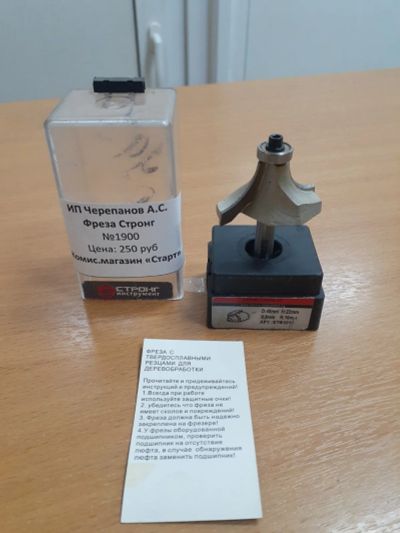 ИП Черепанов А.С.
Фреза Стронг
№1900
Цена: 250 руб
Комис.магазин «Старт»
СТРОНГ
инструмент
ФРЕЗА С
ТВЕРДОСПЛАВНЫМИ
РЕЗЦАМИ ДЛЯ
ДЕРЕВООБРАБОТКИ
Прочитайте и придерживайтесь
инструкций и предупреждений!
1.Всегда при работе
используйте защитные очки!
2. убедитесь что фреза не
имеет сколов и повреждений!
3. Фреза должна быть надежно
закреплена на фрезере!
4.У фрезы оборудованной
подшипником, проверить
подшипник на отсутствие
люфта, в случае обнаружения
люфта заменить подшипник!